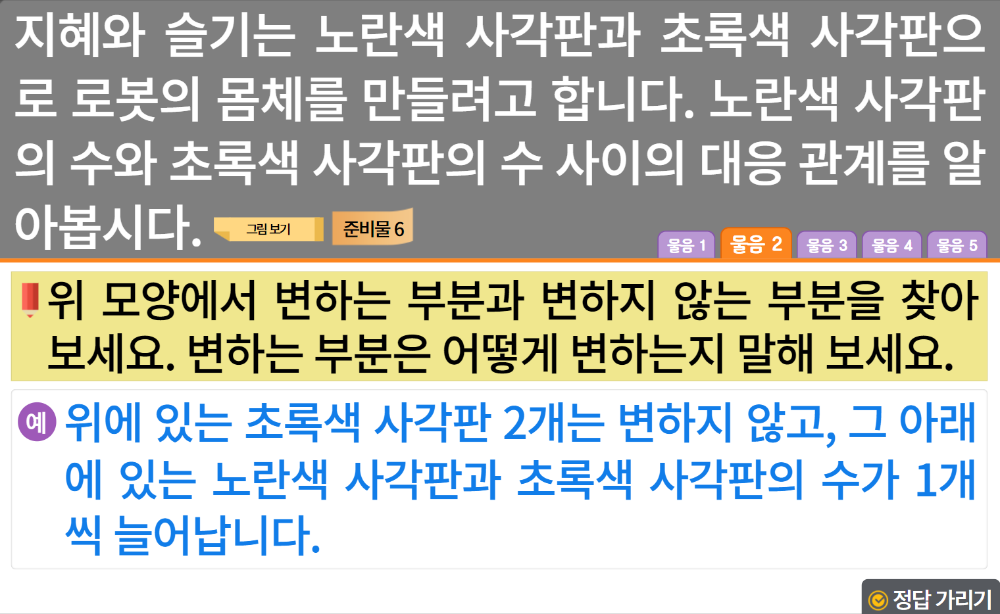 지혜와 슬기는 노란색 사각판과 초록색 사각판으
로 로봇의 몸체를 만들려고 합니다. 노란색 사각판
의 수와 초록색 사각판의 수 사이의 대응 관계를 알
아봅시다. 그림 보기 준비물 6
물음 1 물음 2 물음 3 물음 4 물음 5
위 모양에서 변하는 부분과 변하지 않는 부분을 찾아
보세요. 변하는 부분은 어떻게 변하는지 말해 보세요.
예 위에 있는 초록색 사각판 2개는 변하지 않고, 그 아래
에 있는 노란색 사각판과 초록색 사각판의 수가 1개
씩 늘어납니다.
정답 가리기